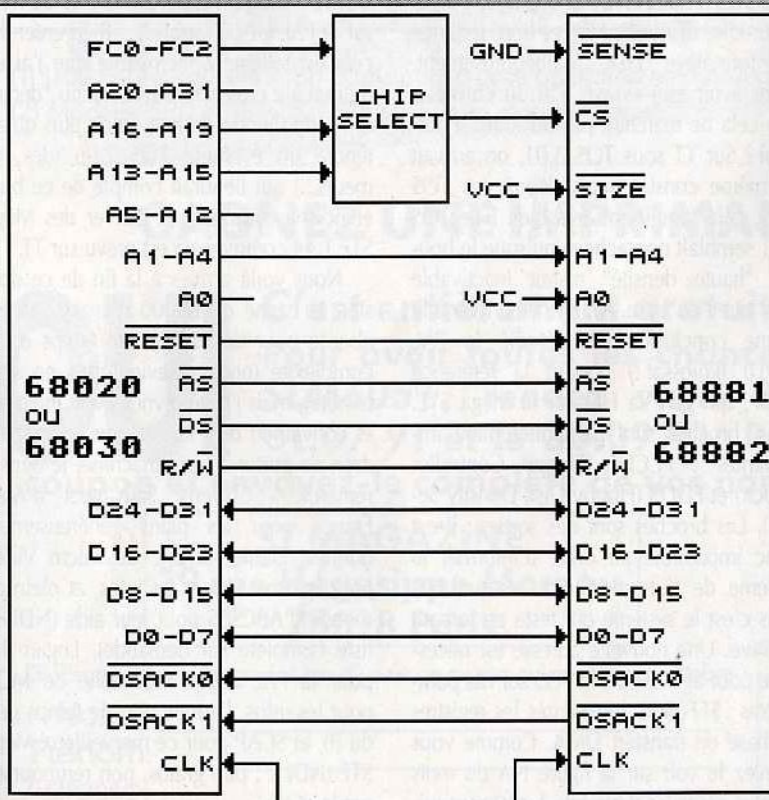 FC0-FC2
A20-A31
A16-A19
A13-A15
A5-A12
A1-A4
A0
RESET
AS
DS
R/W
D24-D31
D16-D23
D8-D15
D0-D7
DSACK0
DSACK1
CLK
68020
OU
68030
CHIP
SELECT
GND
VCC
VCC
SENSE
CS
SIZE
A1-A4
A0
RESET
AS
DS
R/W
D24-D31
D16-D23
D8-D15
D0-D7
DSACK0
DSACK1
CLK
68881
OU
68882